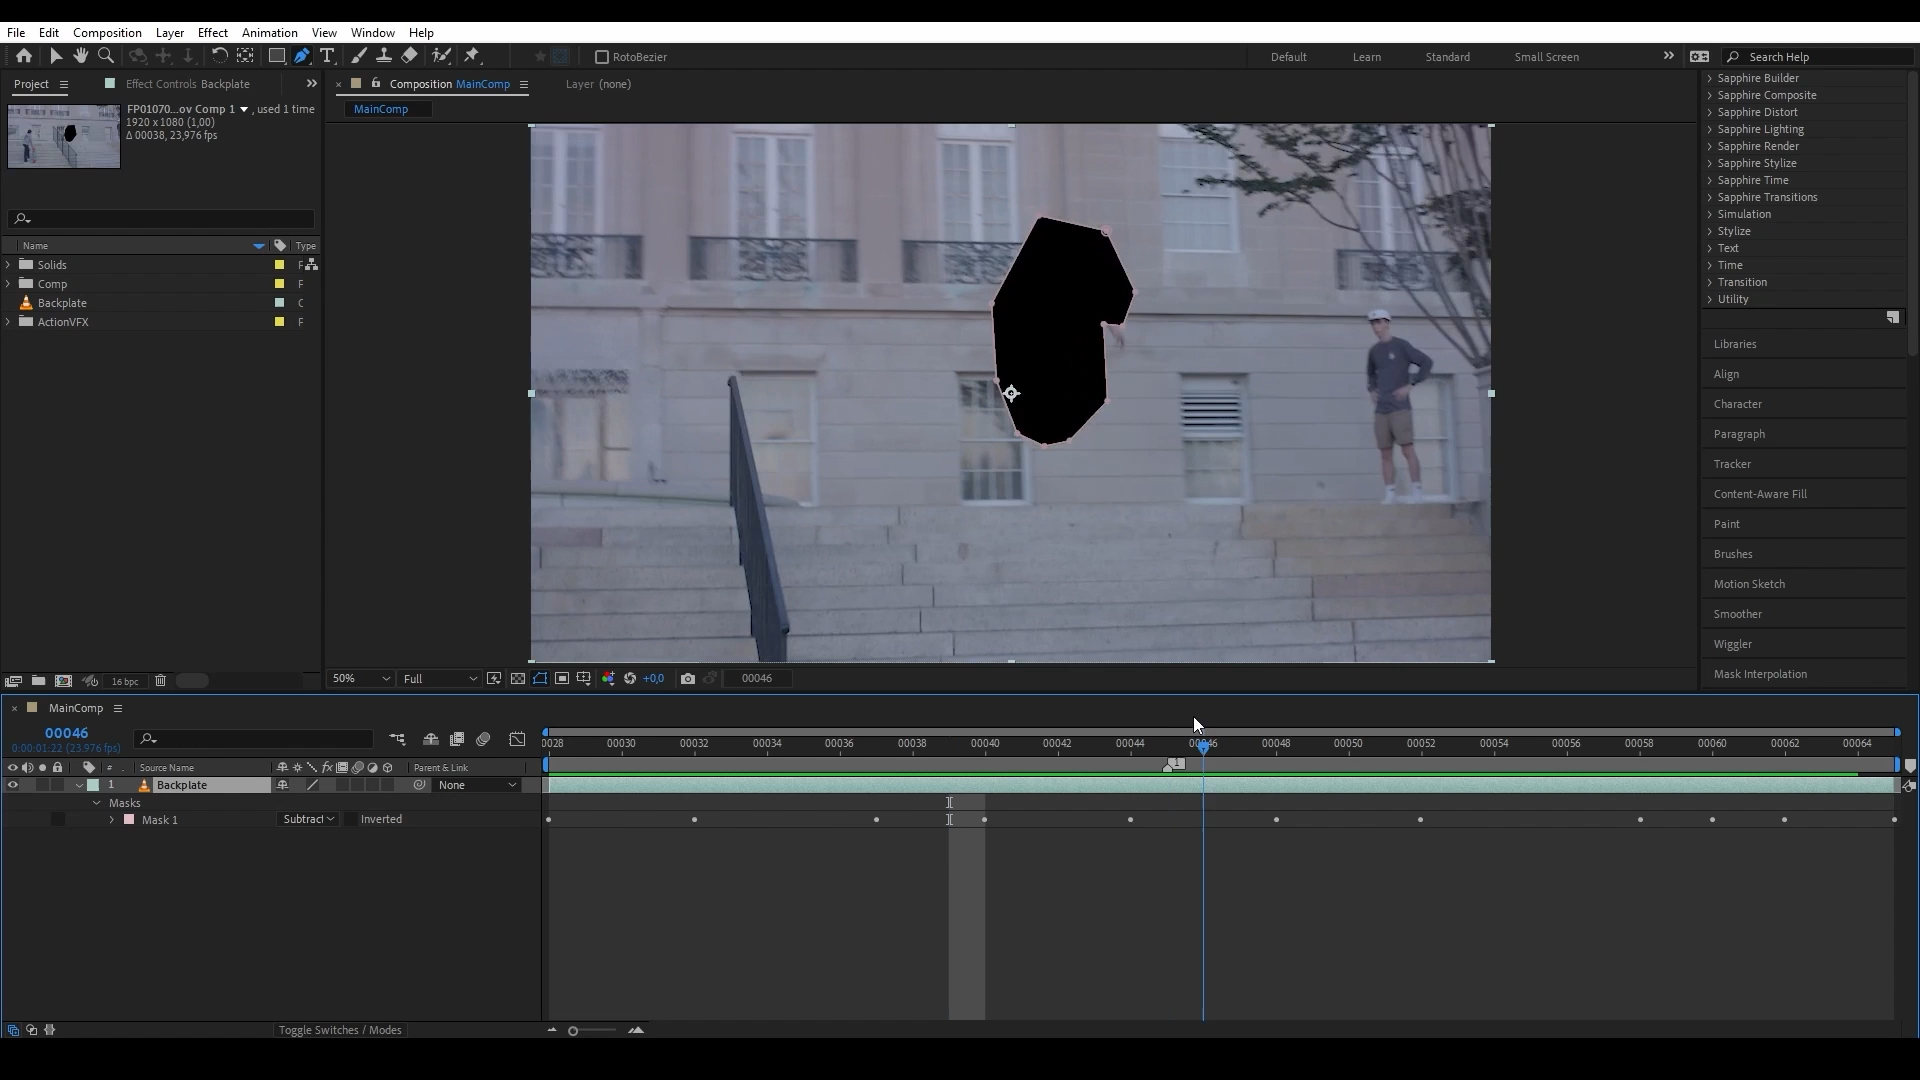 File Edit Composition Layer Effect Animation View Window Help
RotoBezier
Default Learn Standard Small Screen
Search Help
Project
Effect Controls Backplate
Composition MainComp
Layer (none)
MainComp
FP01070...ov Comp 1 , used 1 time
1920 x 1080 (1,00)
Δ 00038, 23,976 fps
Name Type
Solids F
Comp F
Backplate C
ActionVFX F
16 bpc
50% Full +0,0 00046
Sapphire Builder
Sapphire Composite
Sapphire Distort
Sapphire Lighting
Sapphire Render
Sapphire Stylize
Sapphire Time
Sapphire Transitions
Simulation
Stylize
Text
Time
Transition
Utility
Libraries
Align
Character
Paragraph
Tracker
Content-Aware Fill
Paint
Brushes
Motion Sketch
Smoother
Wiggler
Mask Interpolation
MainComp
00046
0:00:01:22 (23.976 fps)
0028 00030 00032 00034 00036 00038 00040 00042 00044 00046 00048 00050 00052 00054 00056 00058 00060 00062 00064
1
# Source Name fx Parent & Link
1 Backplate None
Masks
Mask 1 Subtract Inverted
Toggle Switches / Modes